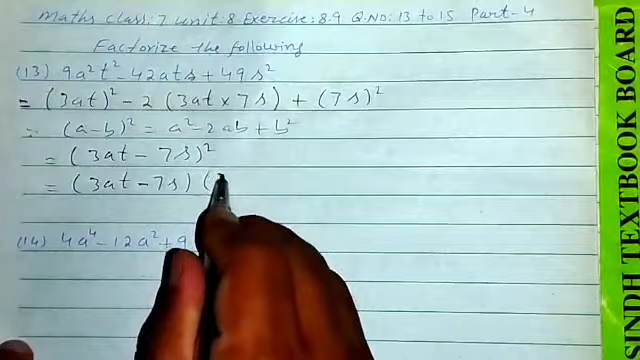 Maths Class:7 unit:8 Exercise:8.9 Q.NO:13 to 15 Part-4
Factorize the following
(13) 9a²t² - 42ats + 49s²
= (3at)² - 2 (3at × 7s) + (7s)²
∵ (a-b)² = a² - 2ab + b²
= (3at - 7s)²
= (3at - 7s) (
(14) 4a⁴ - 12a² + 9
SINDH TEXTBOOK BOARD